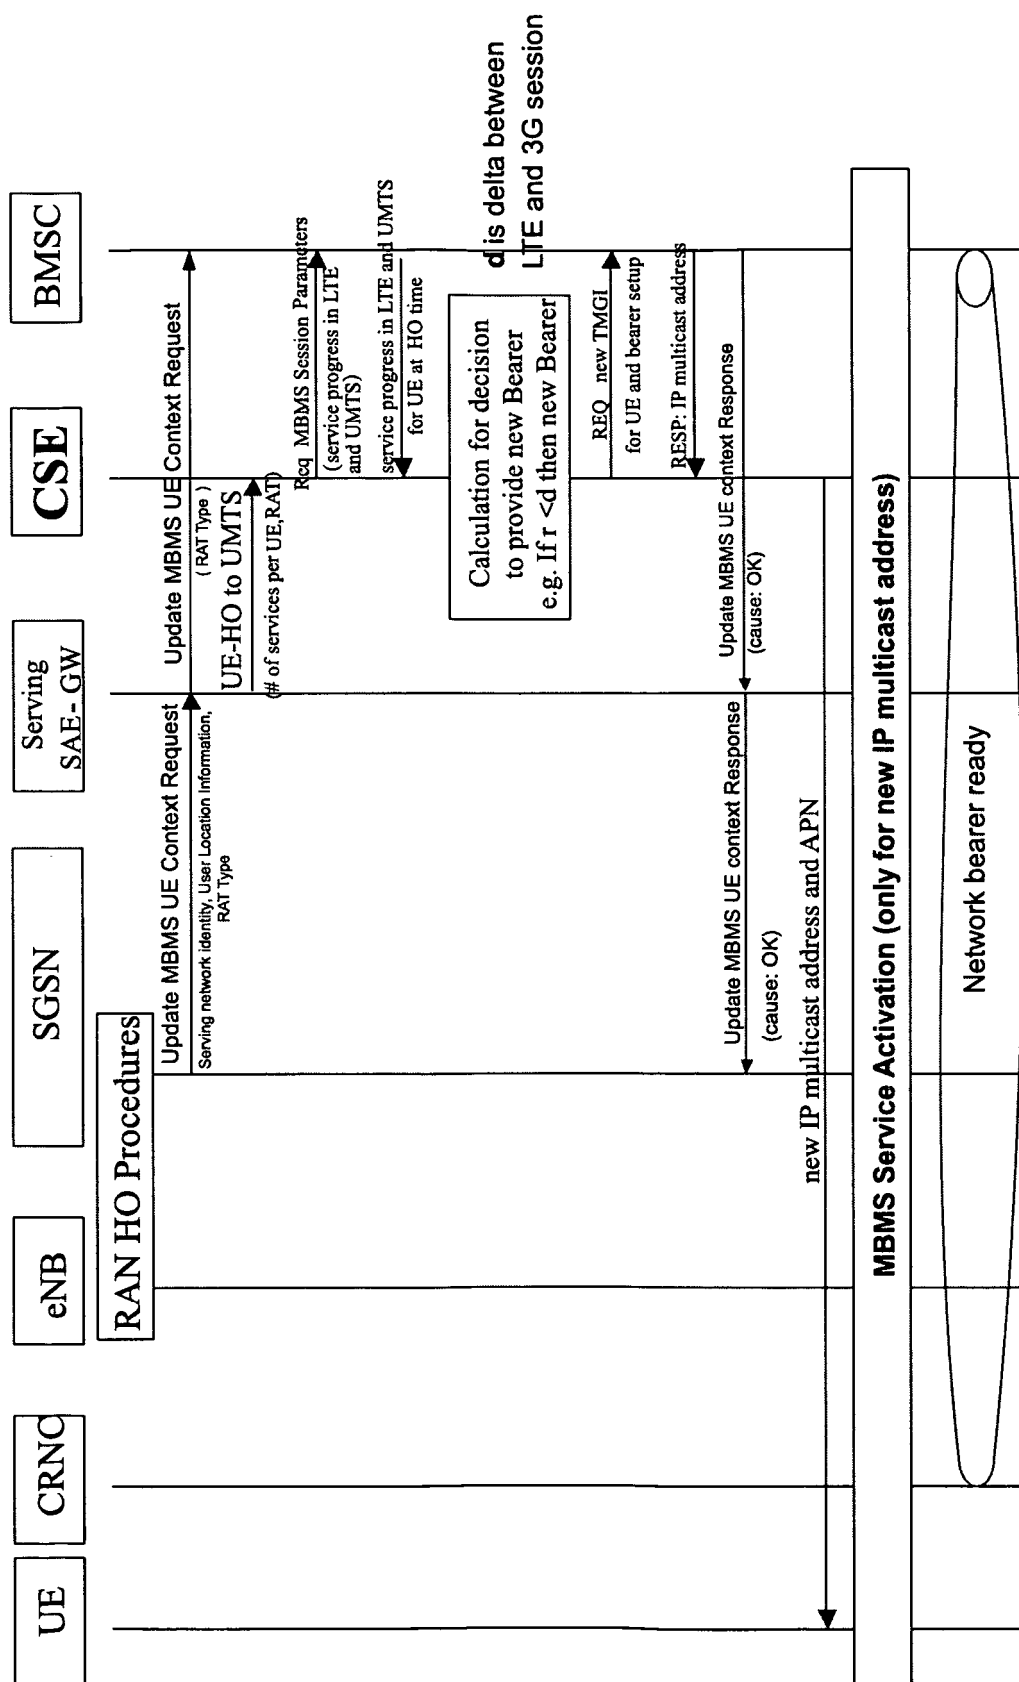 UE
CRNC
eNB
SGSN
Serving
SAE- GW
CSE
BMSC
RAN HO Procedures
Update MBMS UE Context Request
Serving network identity, User Location Information,
RAT Type
Update MBMS UE Context Request
( RAT Type )
UE-HO to UMTS
(# of services per UE,RAT)
Req MBMS Session Parameters
(service progress in LTE
and UMTS)
service progress in LTE and UMTS
for UE at HO time
Calculation for decision
to provide new Bearer
e.g. If r <d then new Bearer
d is delta between
LTE and 3G session
REQ new TMGI
for UE and bearer setup
RESP: IP multicast address
Update MBMS UE context Response
(cause: OK)
Update MBMS UE context Response
(cause: OK)
new IP multicast address and APN
MBMS Service Activation (only for new IP multicast address)
Network bearer ready